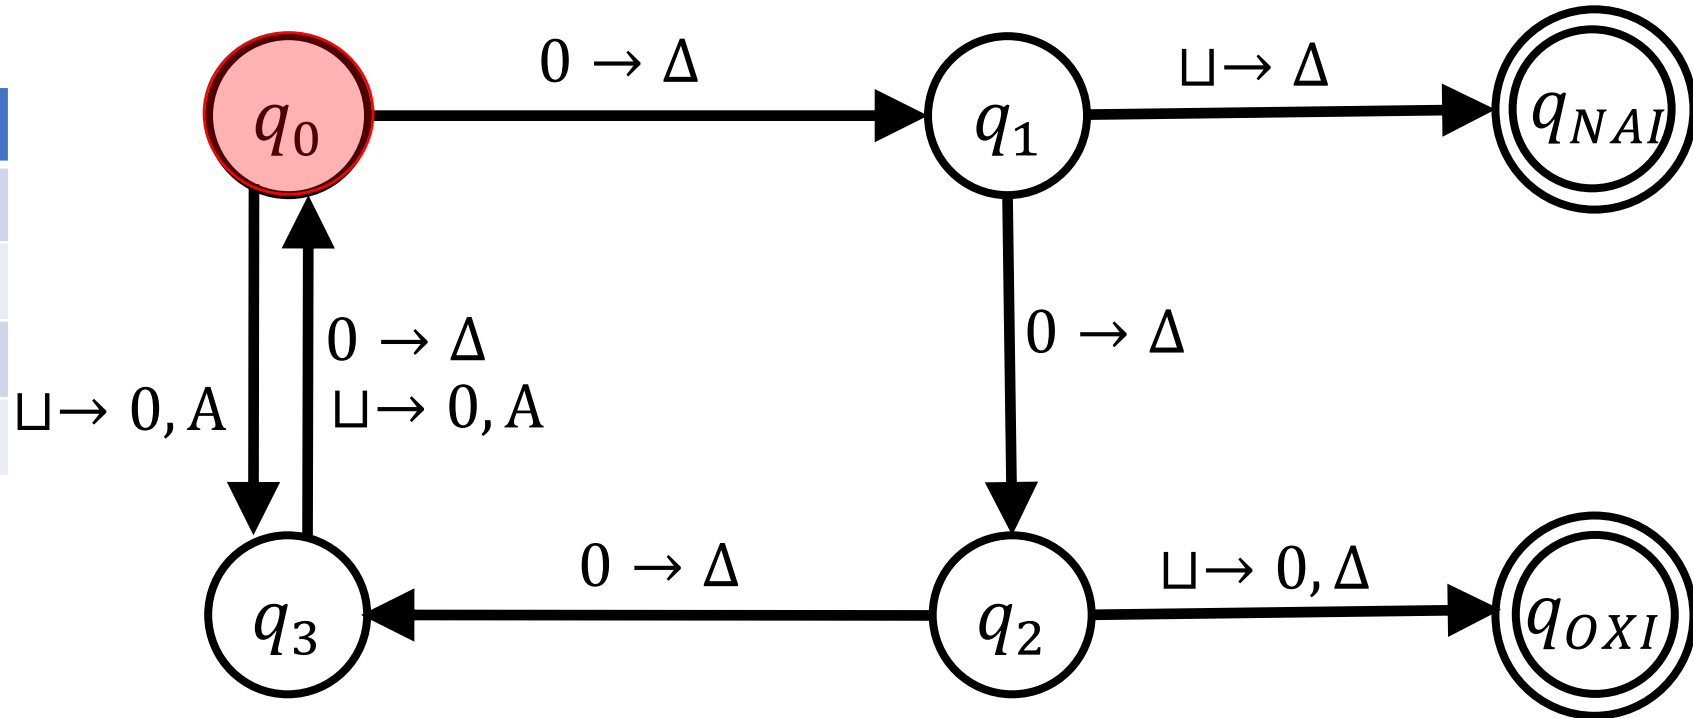 0 → Δ
⊔→ Δ
q₀
q₁
q_NAI
0 → Δ
⊔→ 0, Α
0 → Δ
⊔→ 0, Α
0 → Δ
⊔→ 0, Δ
q₃
q₂
q_OXI